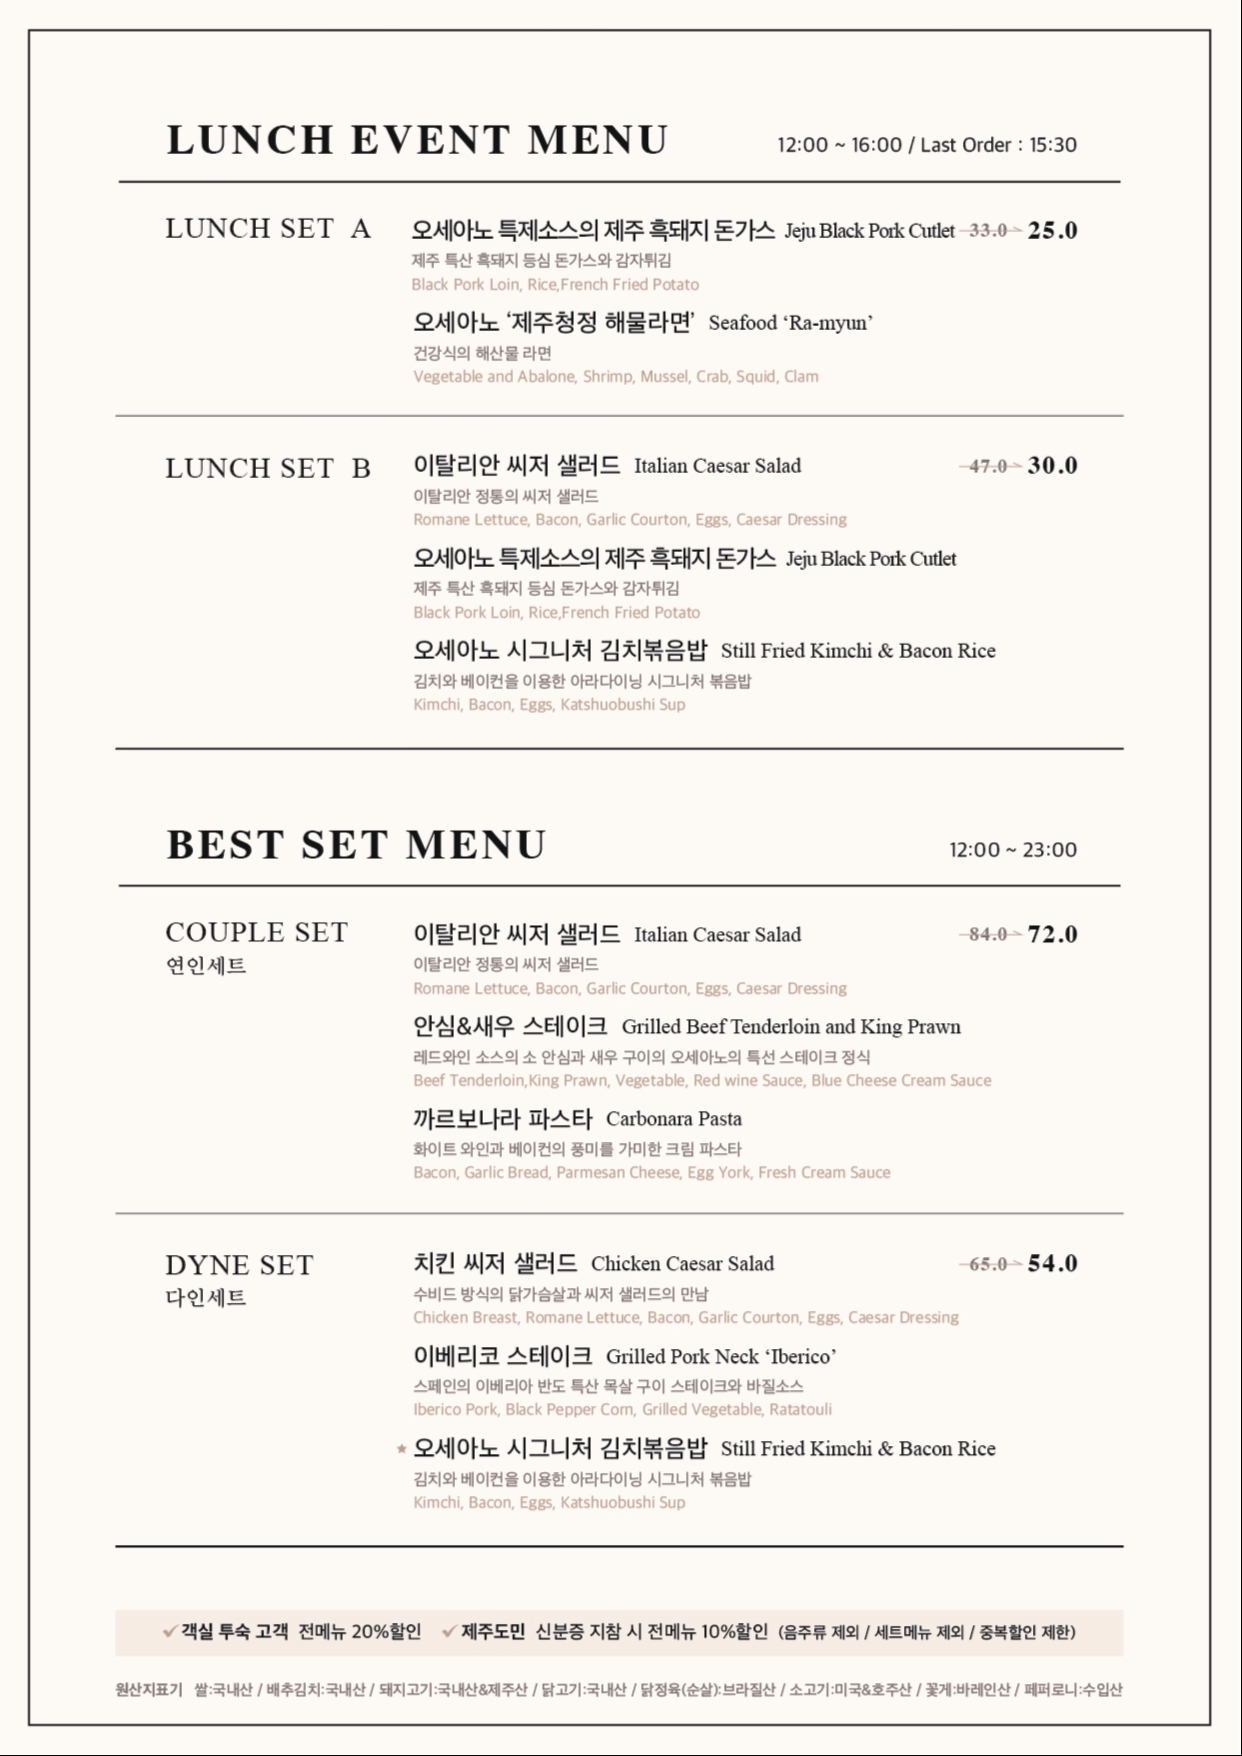 LUNCH EVENT MENU 12:00 ~ 16:00 / Last Order : 15:30
LUNCH SET A 오세아노 특제소스의 제주 흑돼지 돈가스 Jeju Black Pork Cutlet 33.0 25.0
제주 특산 흑돼지 등심 돈가스와 감자튀김
Black Pork Loin, Rice,French Fried Potato
오세아노 ‘제주청정 해물라면’ Seafood ‘Ra-myun’
건강식의 해산물 라면
Vegetable and Abalone, Shrimp, Mussel, Crab, Squid, Clam
LUNCH SET B 이탈리안 씨저 샐러드 Italian Caesar Salad 47.0 30.0
이탈리안 정통의 씨저 샐러드
Romane Lettuce, Bacon, Garlic Courton, Eggs, Caesar Dressing
오세아노 특제소스의 제주 흑돼지 돈가스 Jeju Black Pork Cutlet
제주 특산 흑돼지 등심 돈가스와 감자튀김
Black Pork Loin, Rice,French Fried Potato
오세아노 시그니처 김치볶음밥 Still Fried Kimchi & Bacon Rice
김치와 베이컨을 이용한 아라다이닝 시그니처 볶음밥
Kimchi, Bacon, Eggs, Katshuobushi Sup
BEST SET MENU 12:00 ~ 23:00
COUPLE SET 이탈리안 씨저 샐러드 Italian Caesar Salad 84.0 72.0
연인세트 이탈리안 정통의 씨저 샐러드
Romane Lettuce, Bacon, Garlic Courton, Eggs, Caesar Dressing
안심&새우 스테이크 Grilled Beef Tenderloin and King Prawn
레드와인 소스의 소 안심과 새우 구이의 오세아노의 특선 스테이크 정식
Beef Tenderloin,King Prawn, Vegetable, Red wine Sauce, Blue Cheese Cream Sauce
까르보나라 파스타 Carbonara Pasta
화이트 와인과 베이컨의 풍미를 가미한 크림 파스타
Bacon, Garlic Bread, Parmesan Cheese, Egg York, Fresh Cream Sauce
DYNE SET 치킨 씨저 샐러드 Chicken Caesar Salad 65.0 54.0
다인세트 수비드 방식의 닭가슴살과 씨저 샐러드의 만남
Chicken Breast, Romane Lettuce, Bacon, Garlic Courton, Eggs, Caesar Dressing
이베리코 스테이크 Grilled Pork Neck ‘Iberico’
스페인의 이베리아 반도 특산 목살 구이 스테이크와 바질소스
Iberico Pork, Black Pepper Corn, Grilled Vegetable, Ratatouli
★ 오세아노 시그니처 김치볶음밥 Still Fried Kimchi & Bacon Rice
김치와 베이컨을 이용한 아라다이닝 시그니처 볶음밥
Kimchi, Bacon, Eggs, Katshuobushi Sup
✓객실 투숙 고객 전메뉴 20%할인 ✓제주도민 신분증 지참 시 전메뉴 10%할인 (음주류 제외 / 세트메뉴 제외 / 중복할인 제한)
원산지표기 쌀:국내산 / 배추김치:국내산 / 돼지고기:국내산&제주산 / 닭고기:국내산 / 닭정육(순살):브라질산 / 소고기:미국&호주산 / 꽃게:바레인산 / 페퍼로니:수입산